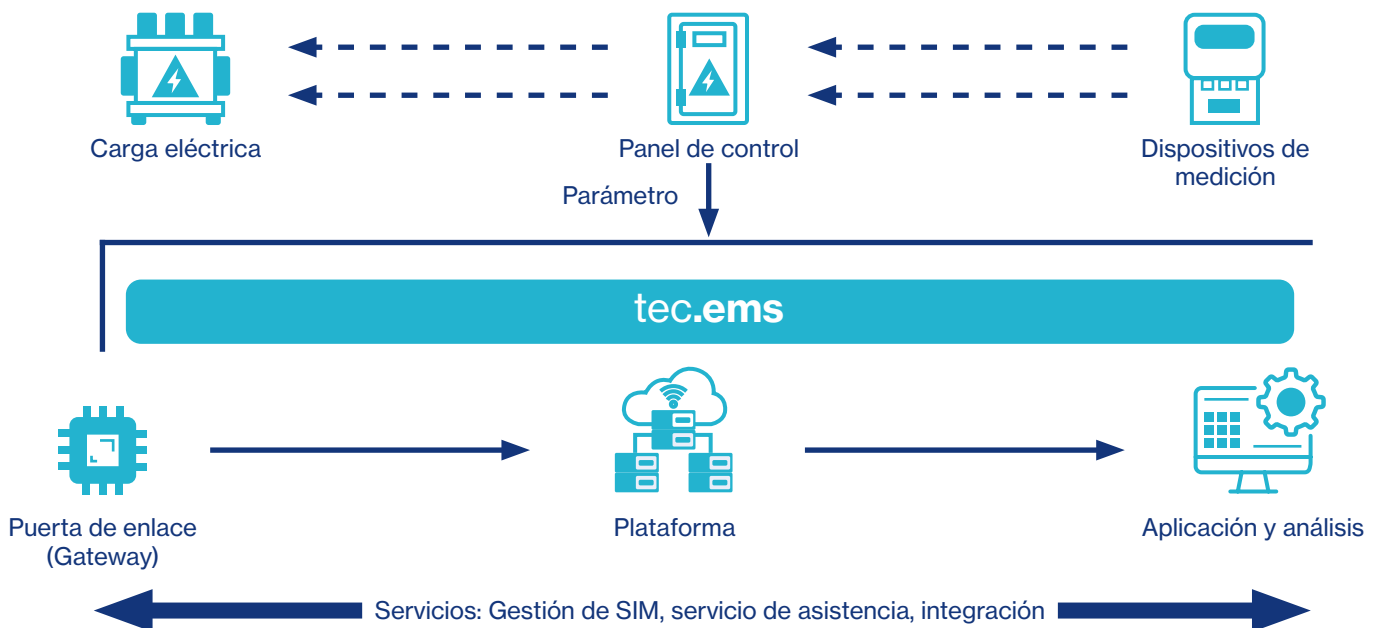 Carga eléctrica
Panel de control
Dispositivos de
medición
Parámetro
tec.ems
Puerta de enlace
(Gateway)
Plataforma
Aplicación y análisis
Servicios: Gestión de SIM, servicio de asistencia, integración